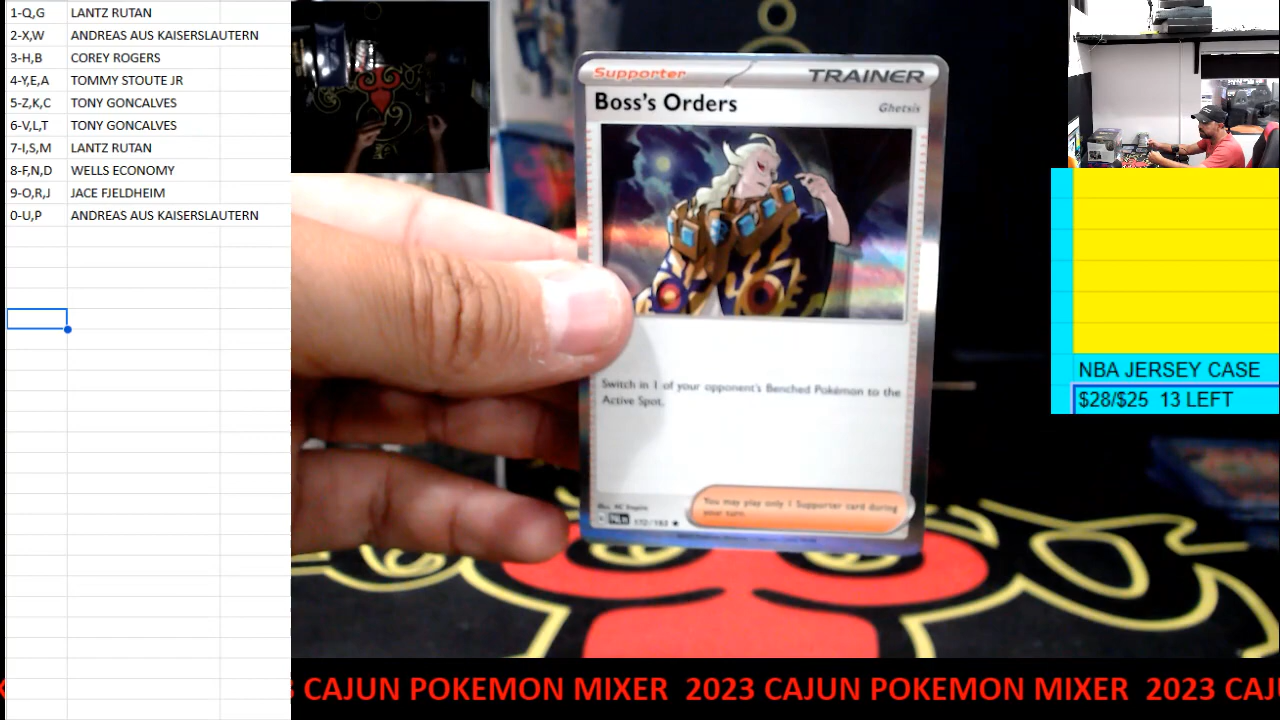 1-Q,G LANTZ RUTAN
2-X,W ANDREAS AUS KAISERSLAUTERN
3-H,B COREY ROGERS
4-Y,E,A TOMMY STOUTE JR
5-Z,K,C TONY GONCALVES
6-V,L,T TONY GONCALVES
7-I,S,M LANTZ RUTAN
8-F,N,D WELLS ECONOMY
9-O,R,J JACE FJELDHEIM
0-U,P ANDREAS AUS KAISERSLAUTERN
Supporter TRAINER
Boss's Orders Ghetsis
Switch in 1 of your opponent's Benched Pokémon to the
Active Spot.
You may play only 1 Supporter card during
your turn.
NBA JERSEY CASE
$28/$25 13 LEFT
CAJUN POKEMON MIXER 2023 CAJUN POKEMON MIXER 2023 CAJ